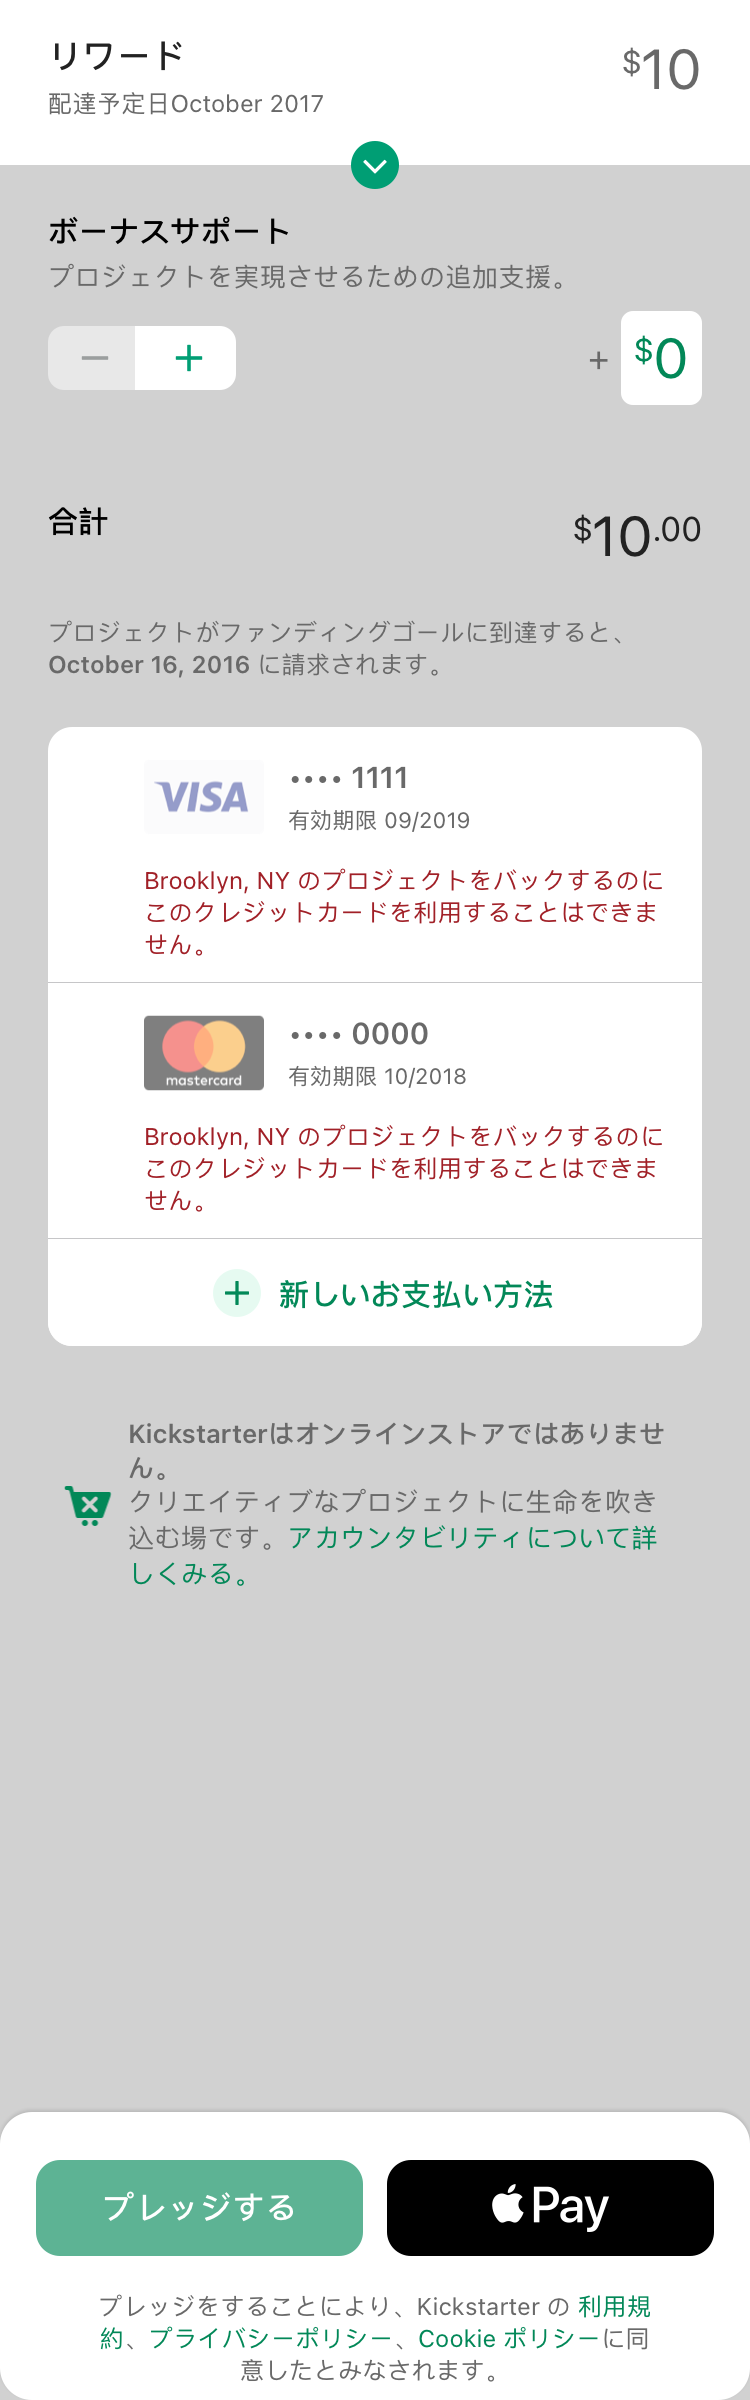 リワード
$10
配達予定日October 2017
ボーナスサポート
プロジェクトを実現させるための追加支援。
− +
+ $0
合計
$10.00
プロジェクトがファンディングゴールに到達すると、
October 16, 2016 に請求されます。
VISA
•••• 1111
有効期限 09/2019
Brooklyn, NY のプロジェクトをバックするのに
このクレジットカードを利用することはできま
せん。
mastercard
•••• 0000
有効期限 10/2018
Brooklyn, NY のプロジェクトをバックするのに
このクレジットカードを利用することはできま
せん。
+ 新しいお支払い方法
Kickstarterはオンラインストアではありませ
ん。
クリエイティブなプロジェクトに生命を吹き
込む場です。アカウンタビリティについて詳
しくみる。
プレッジする
Pay
プレッジをすることにより、Kickstarter の 利用規
約、プライバシーポリシー、Cookie ポリシーに同
意したとみなされます。